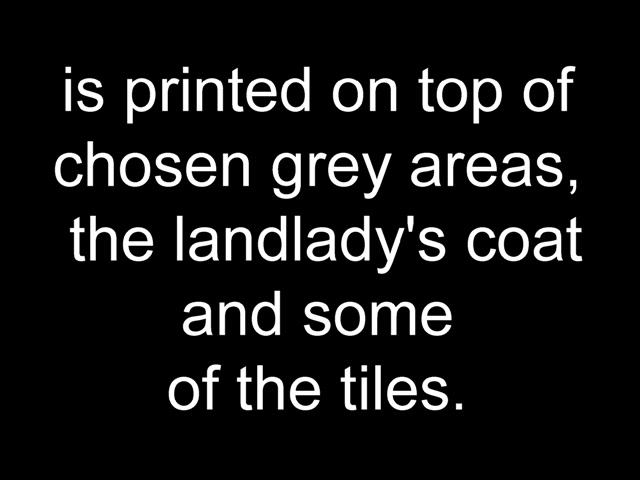 is printed on top of
chosen grey areas,
the landlady's coat
and some
of the tiles.